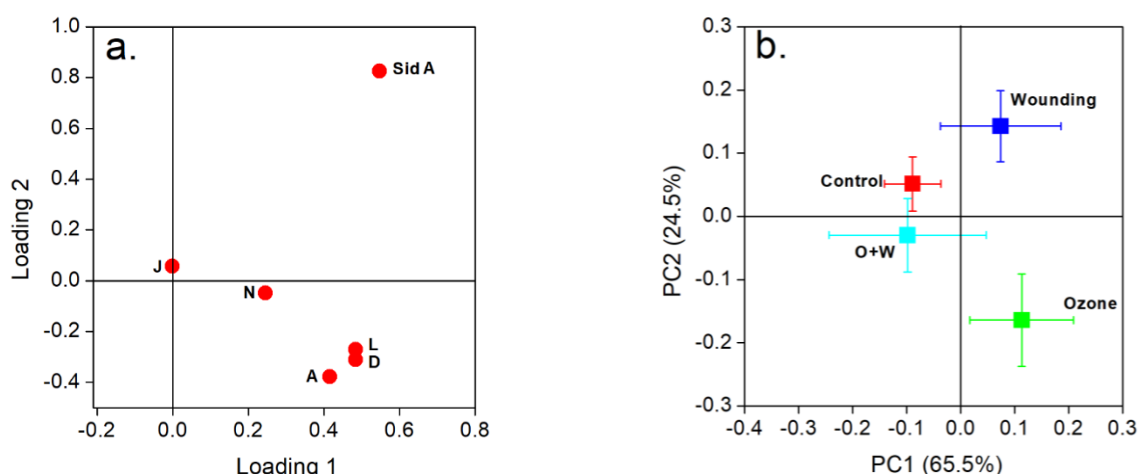 a.
1.0
0.8
0.6
0.4
0.2
0.0
-0.2
-0.4
Loading 2
Sid A
J
N
L
D
A
-0.2 0.0 0.2 0.4 0.6 0.8
Loading 1
b.
0.3
0.2
0.1
0.0
-0.1
-0.2
-0.3
PC2 (24.5%)
Wounding
Control
O+W
Ozone
-0.4 -0.3 -0.2 -0.1 0.0 0.1 0.2 0.3
PC1 (65.5%)